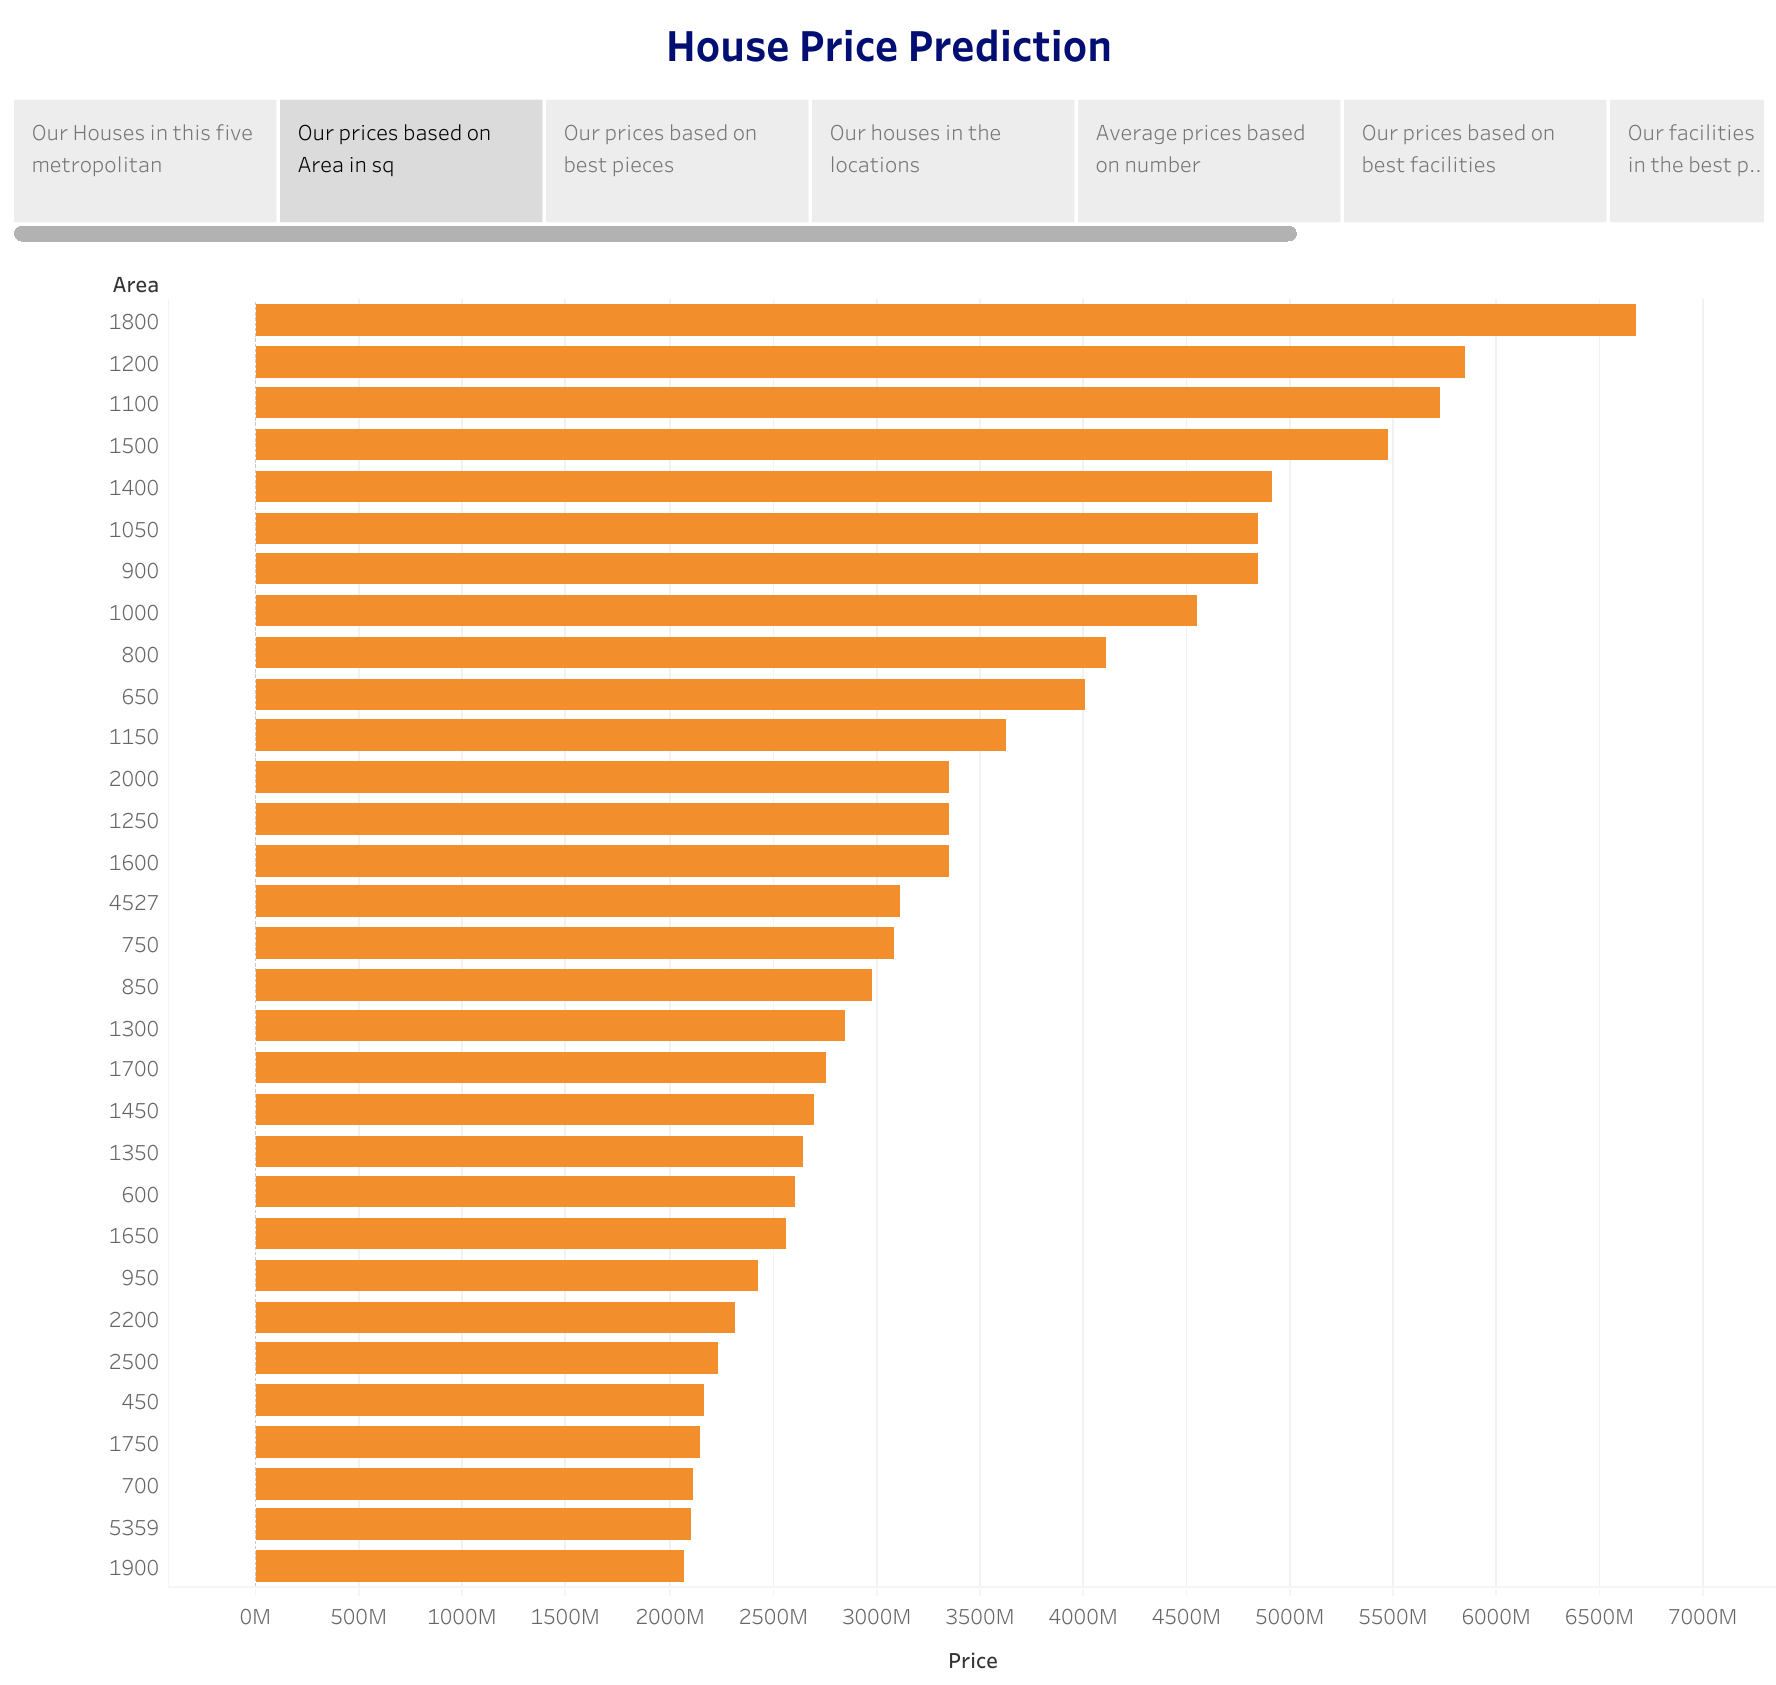 House Price Prediction
Our Houses in this five
metropolitan
Our prices based on
Area in sq
Our prices based on
best pieces
Our houses in the
locations
Average prices based
on number
Our prices based on
best facilities
Our facilities
in the best p..
Area
1800
1200
1100
1500
1400
1050
900
1000
800
650
1150
2000
1250
1600
4527
750
850
1300
1700
1450
1350
600
1650
950
2200
2500
450
1750
700
5359
1900
0M 500M 1000M 1500M 2000M 2500M 3000M 3500M 4000M 4500M 5000M 5500M 6000M 6500M 7000M
Price